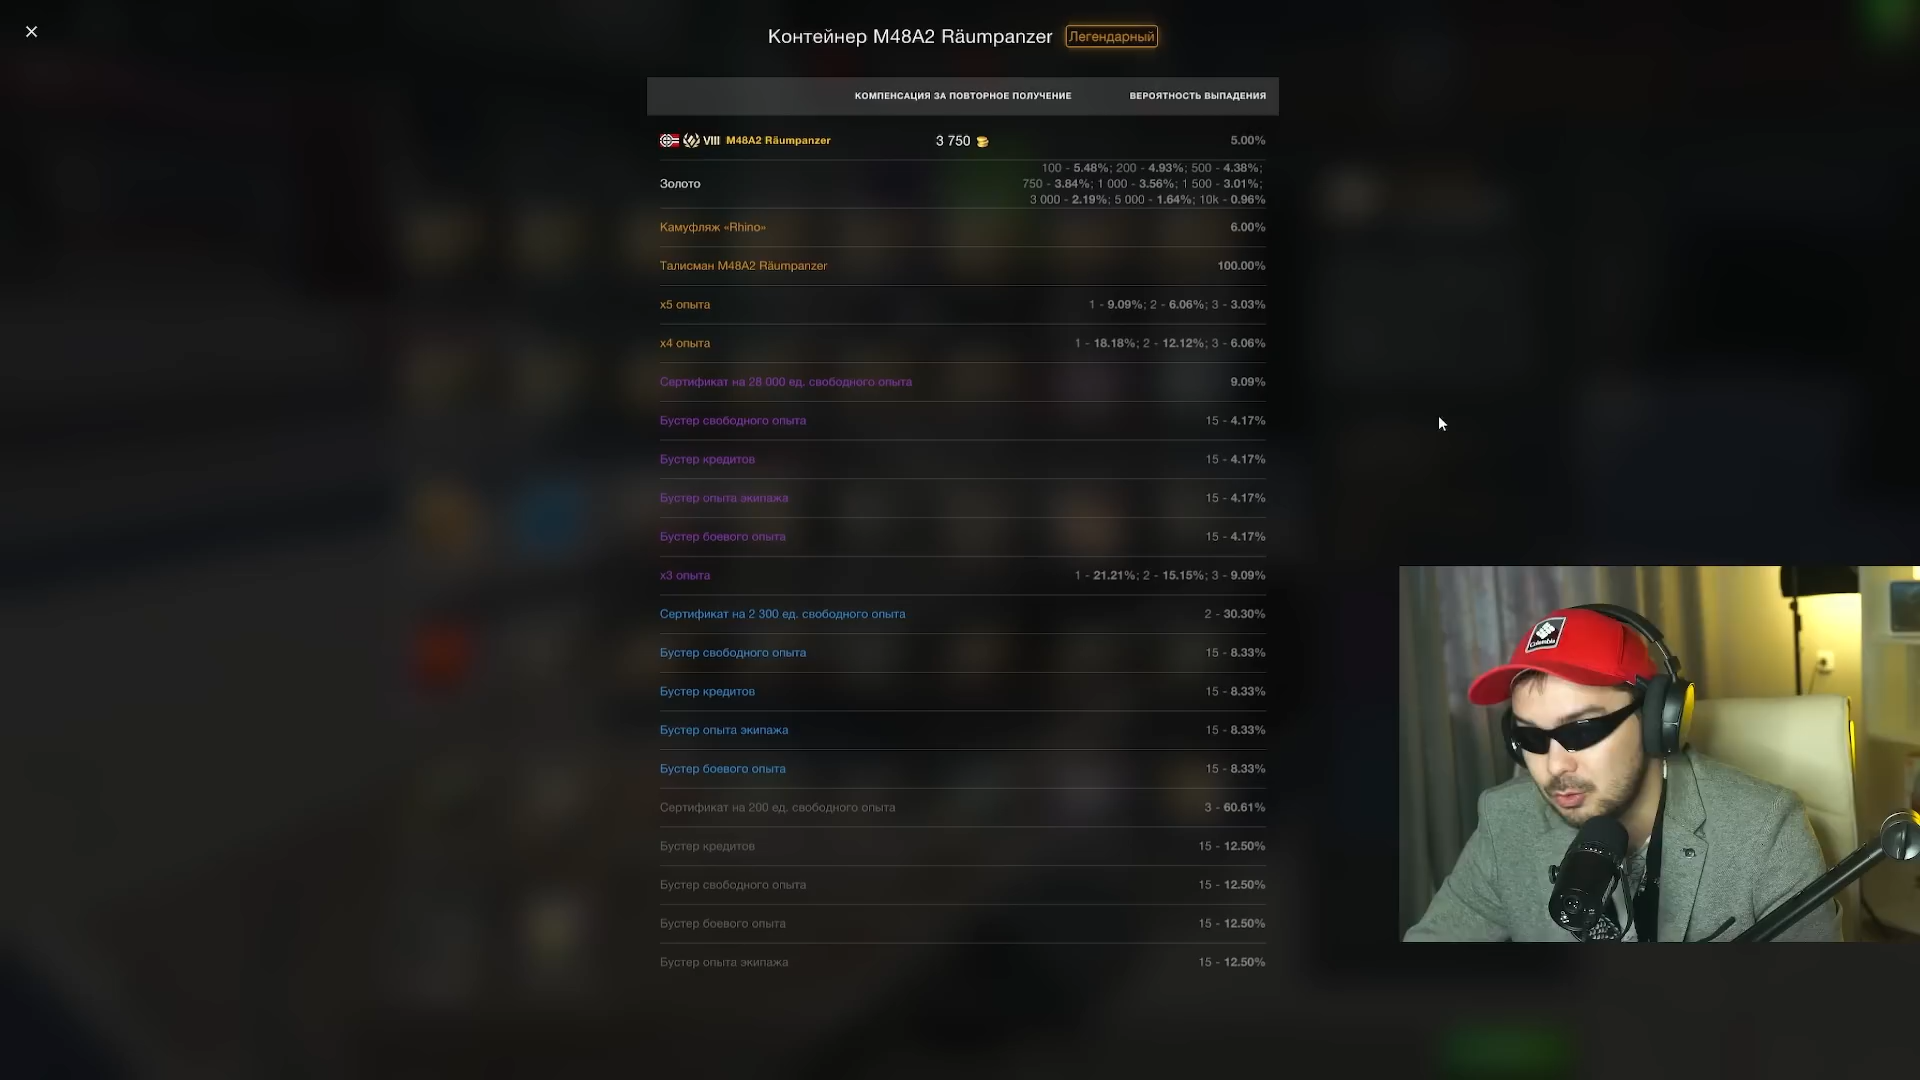 Контейнер M48A2 Räumpanzer Легендарный
КОМПЕНСАЦИЯ ЗА ПОВТОРНОЕ ПОЛУЧЕНИЕ ВЕРОЯТНОСТЬ ВЫПАДЕНИЯ
VIII M48A2 Räumpanzer 3 750 5.00%
Золото
100 - 5.48%; 200 - 4.93%; 500 - 4.38%;
750 - 3.84%; 1 000 - 3.56%; 1 500 - 3.01%;
3 000 - 2.19%; 5 000 - 1.64%; 10k - 0.96%
Камуфляж «Rhino» 6.00%
Талисман M48A2 Räumpanzer 100.00%
x5 опыта 1 - 9.09%; 2 - 6.06%; 3 - 3.03%
x4 опыта 1 - 18.18%; 2 - 12.12%; 3 - 6.06%
Сертификат на 28 000 ед. свободного опыта 9.09%
Бустер свободного опыта 15 - 4.17%
Бустер кредитов 15 - 4.17%
Бустер опыта экипажа 15 - 4.17%
Бустер боевого опыта 15 - 4.17%
x3 опыта 1 - 21.21%; 2 - 15.15%; 3 - 9.09%
Сертификат на 2 300 ед. свободного опыта 2 - 30.30%
Бустер свободного опыта 15 - 8.33%
Бустер кредитов 15 - 8.33%
Бустер опыта экипажа 15 - 8.33%
Бустер боевого опыта 15 - 8.33%
Сертификат на 200 ед. свободного опыта 3 - 60.61%
Бустер кредитов 15 - 12.50%
Бустер свободного опыта 15 - 12.50%
Бустер боевого опыта 15 - 12.50%
Бустер опыта экипажа 15 - 12.50%
Columbia